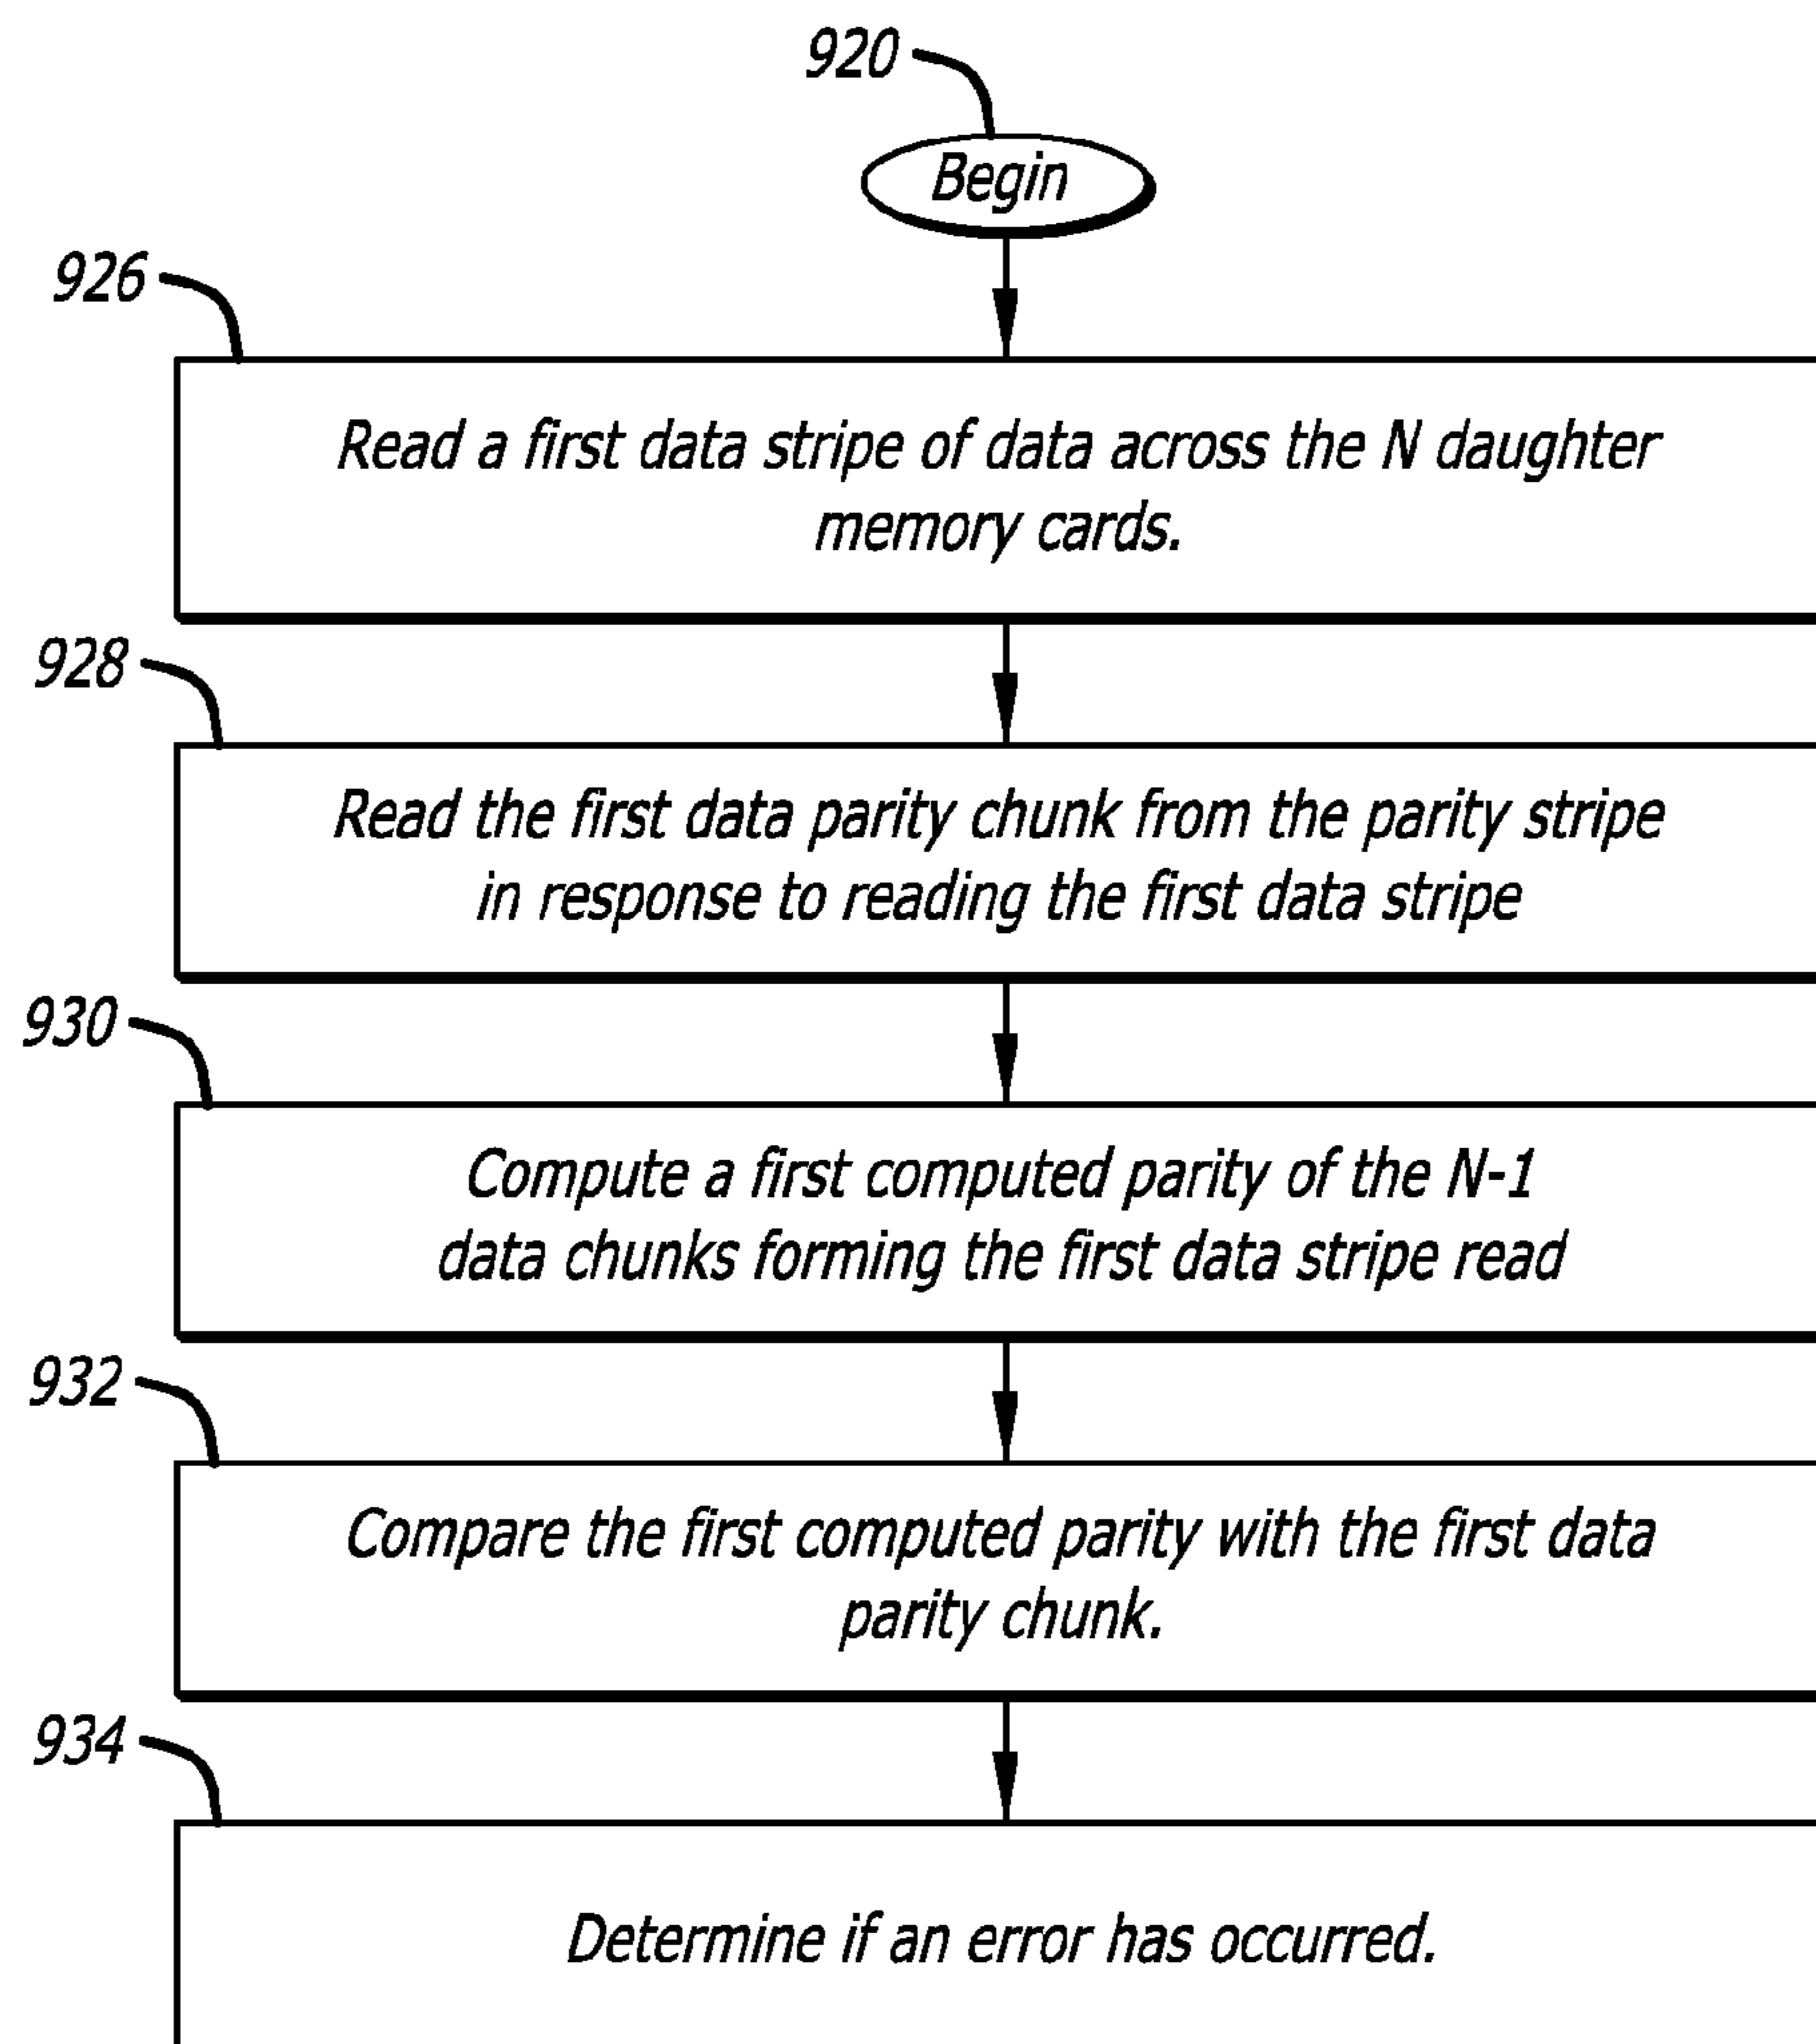 920
Begin
926
Read a first data stripe of data across the N daughter
memory cards.
928
Read the first data parity chunk from the parity stripe
in response to reading the first data stripe
930
Compute a first computed parity of the N-1
data chunks forming the first data stripe read
932
Compare the first computed parity with the first data
parity chunk.
934
Determine if an error has occurred.